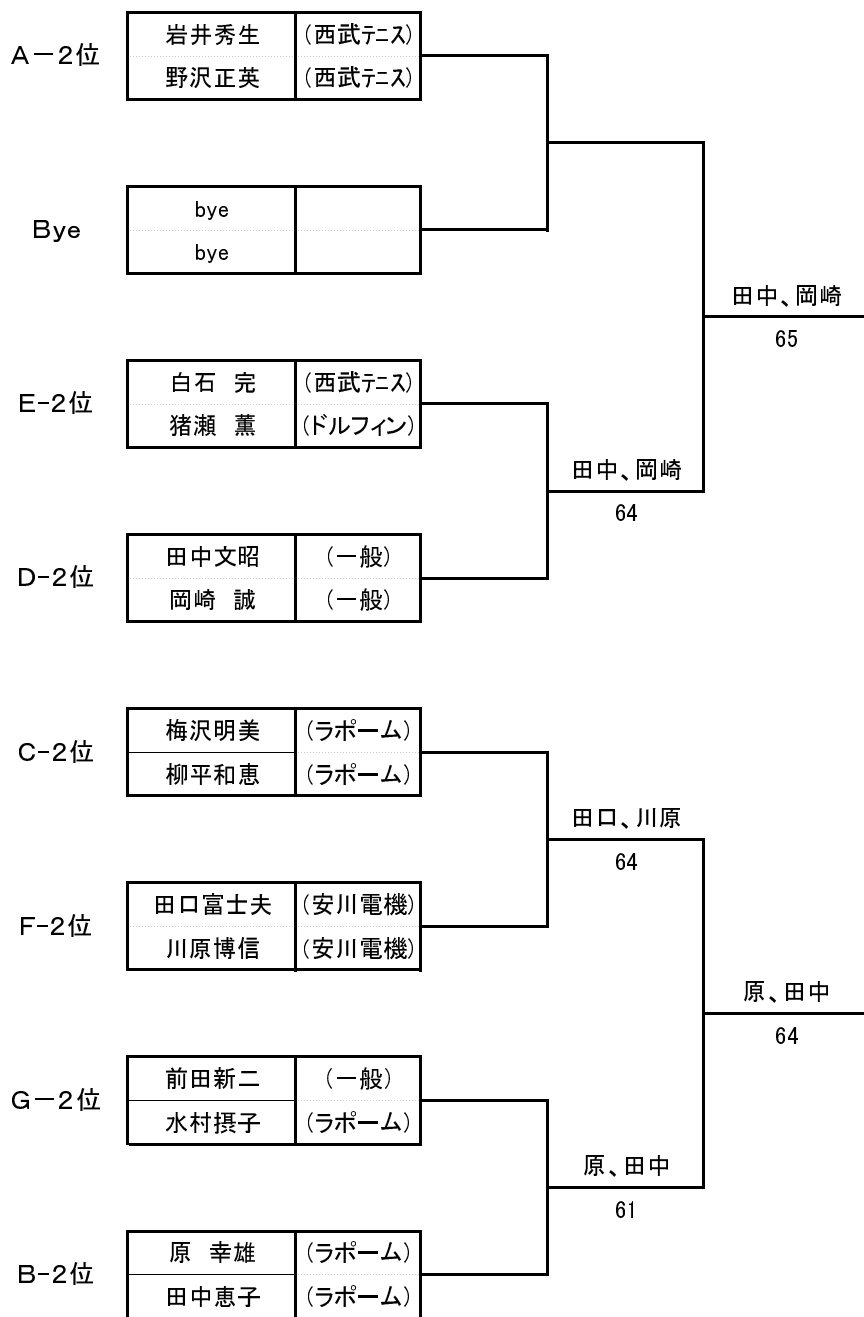 A－2位
岩井秀生 (西武テニス)
野沢正英 (西武テニス)
Bye
bye
bye
田中、岡崎
65
E-2位
白石　完 (西武テニス)
猪瀬　薫 (ドルフィン)
田中、岡崎
64
D-2位
田中文昭 (一般)
岡崎　誠 (一般)
C-2位
梅沢明美 (ラポーム)
柳平和恵 (ラポーム)
田口、川原
64
F-2位
田口富士夫 (安川電機)
川原博信 (安川電機)
原、田中
64
G－2位
前田新二 (一般)
水村摂子 (ラポーム)
原、田中
61
B-2位
原　幸雄 (ラポーム)
田中恵子 (ラポーム)